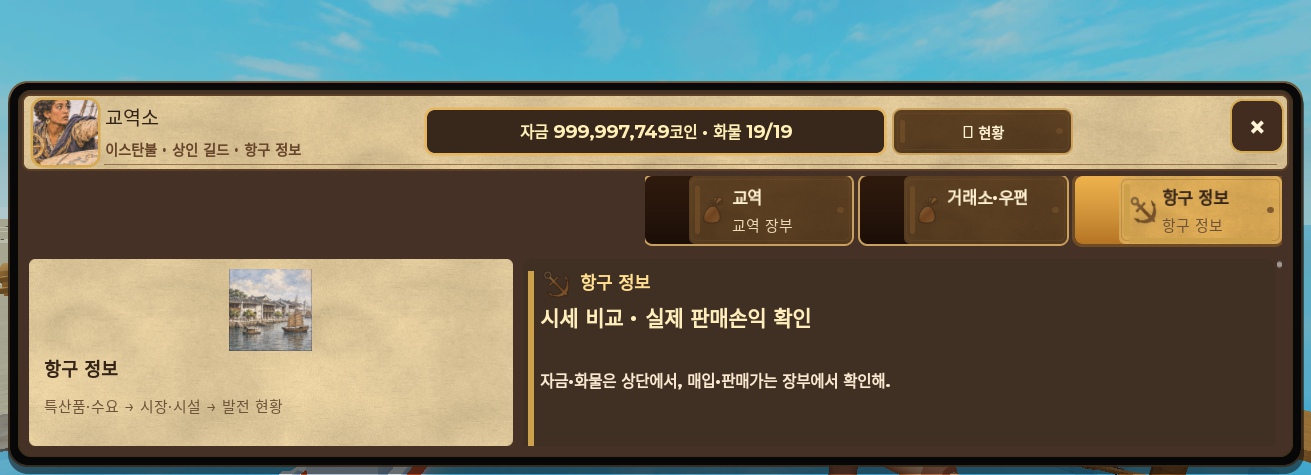 교역소
이스탄불 • 상인 길드 • 항구 정보
자금 999,997,749코인 • 화물 19/19
현황
×
교역
교역 장부
거래소•우편
항구 정보
항구 정보
항구 정보
특산품·수요 → 시장·시설 → 발전 현황
항구 정보
시세 비교 • 실제 판매손익 확인
자금•화물은 상단에서, 매입•판매가는 장부에서 확인해.